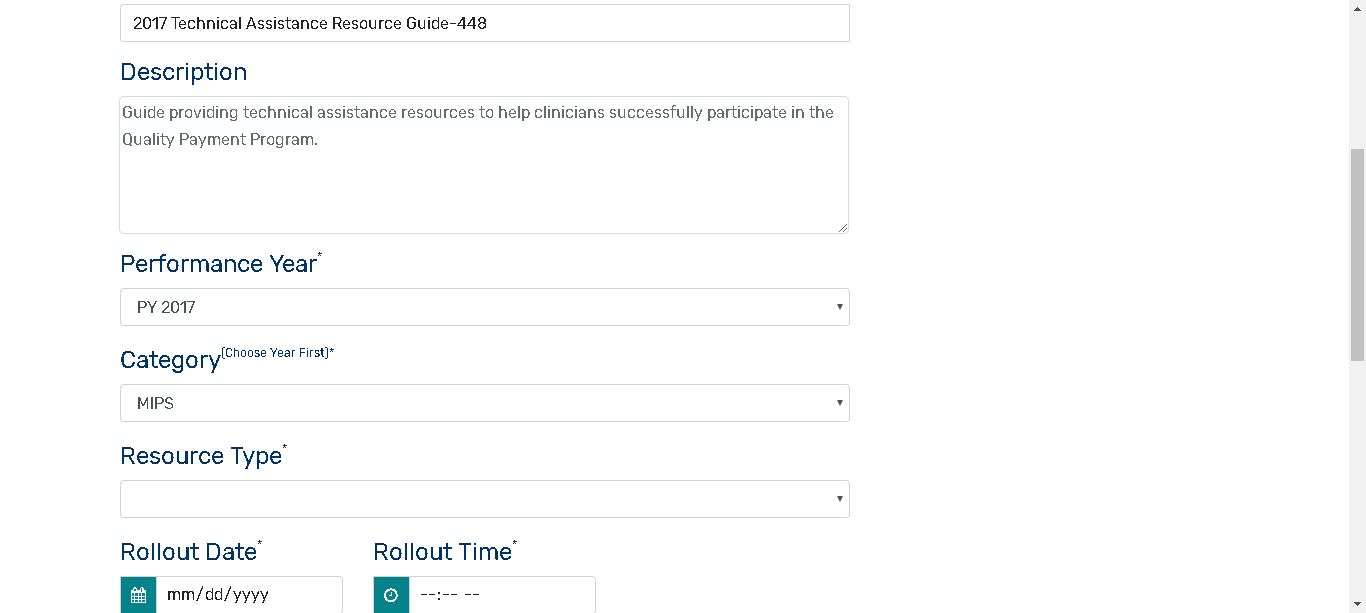 2017 Technical Assistance Resource Guide-448
Description
Guide providing technical assistance resources to help clinicians successfully participate in the
Quality Payment Program.
Performance Year*
PY 2017
Category(Choose Year First)*
MIPS
Resource Type*
Rollout Date* Rollout Time*
mm/dd/yyyy --:-- --